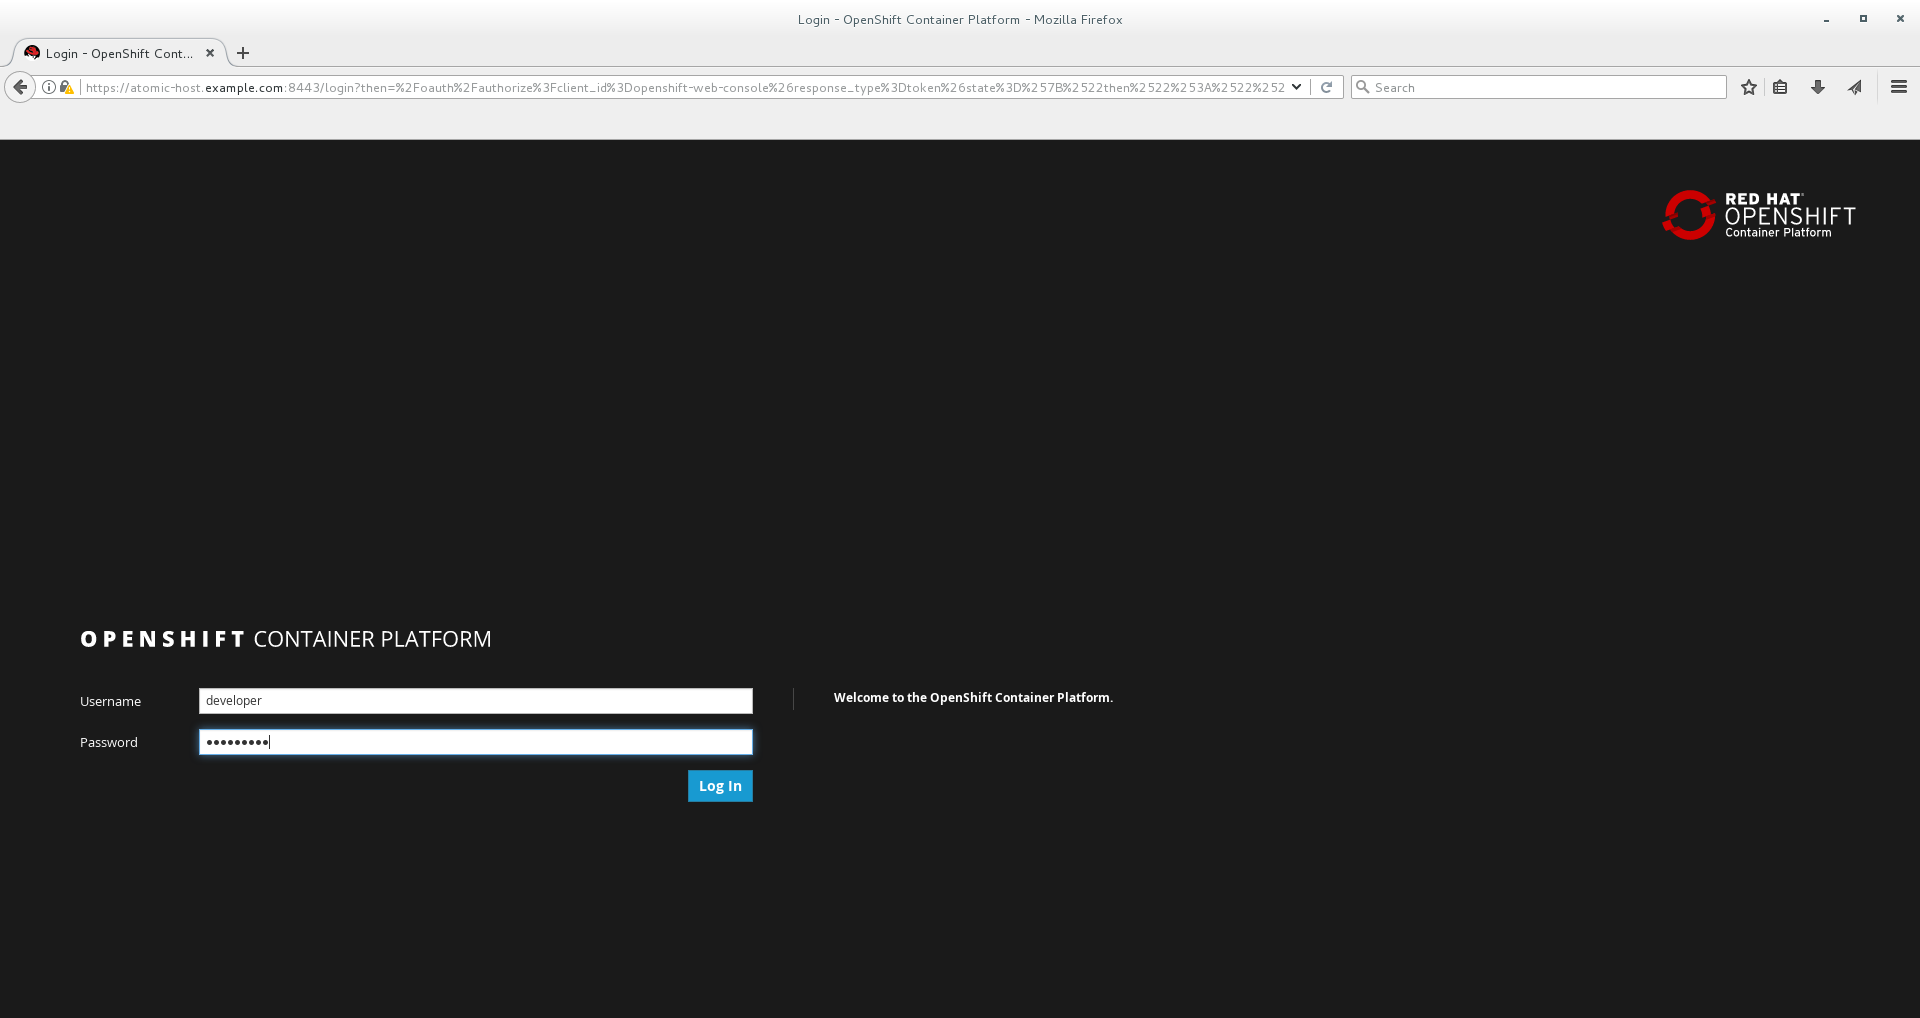 Login - OpenShift Container Platform - Mozilla Firefox
Login - OpenShift Cont...
https://atomic-host.example.com:8443/login?then=%2Foauth%2Fauthorize%3Fclient_id%3Dopenshift-web-console%26response_type%3Dtoken%26state%3D%257B%2522then%2522%253A%2522%252
Search
RED HAT
OPENSHIFT
Container Platform
OPENSHIFT CONTAINER PLATFORM
Username
developer
Welcome to the OpenShift Container Platform.
Password
•••••••••
Log In